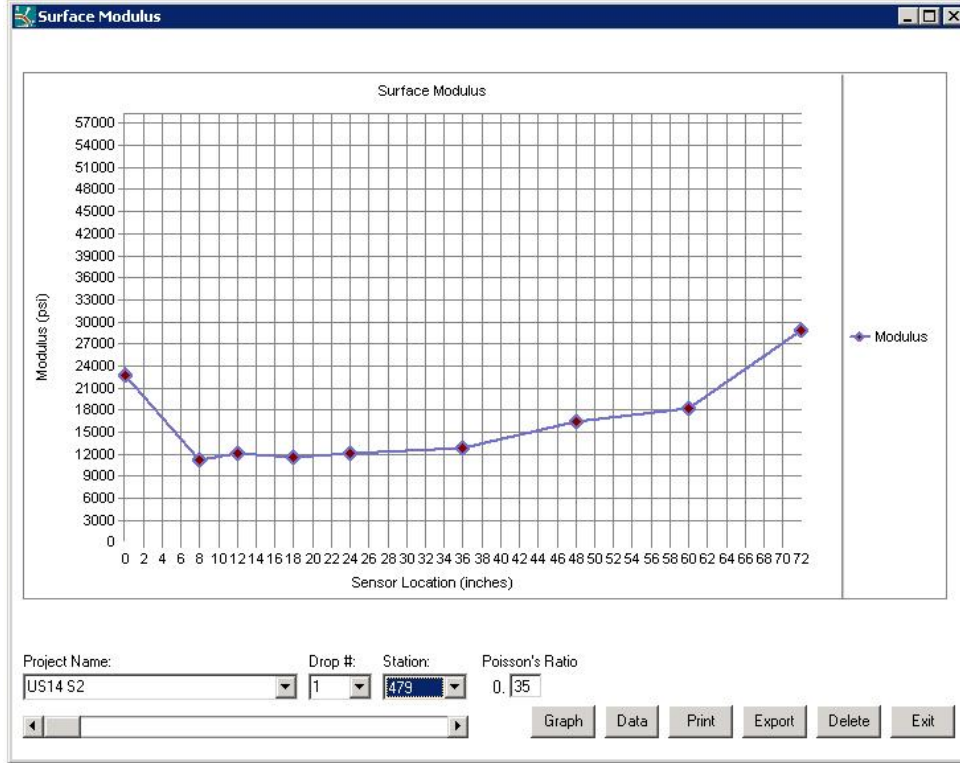 Surface Modulus
Surface Modulus
57000
54000
51000
48000
45000
42000
39000
36000
33000
30000
27000
24000
21000
18000
15000
12000
9000
6000
3000
0
Modulus (psi)
Modulus
0 2 4 6 8 10 12 14 16 18 20 22 24 26 28 30 32 34 36 38 40 42 44 46 48 50 52 54 56 58 60 62 64 66 68 70 72
Sensor Location (inches)
Project Name: Drop #: Station: Poisson's Ratio
US14 S2 1 479 0. 35
Graph Data Print Export Delete Exit